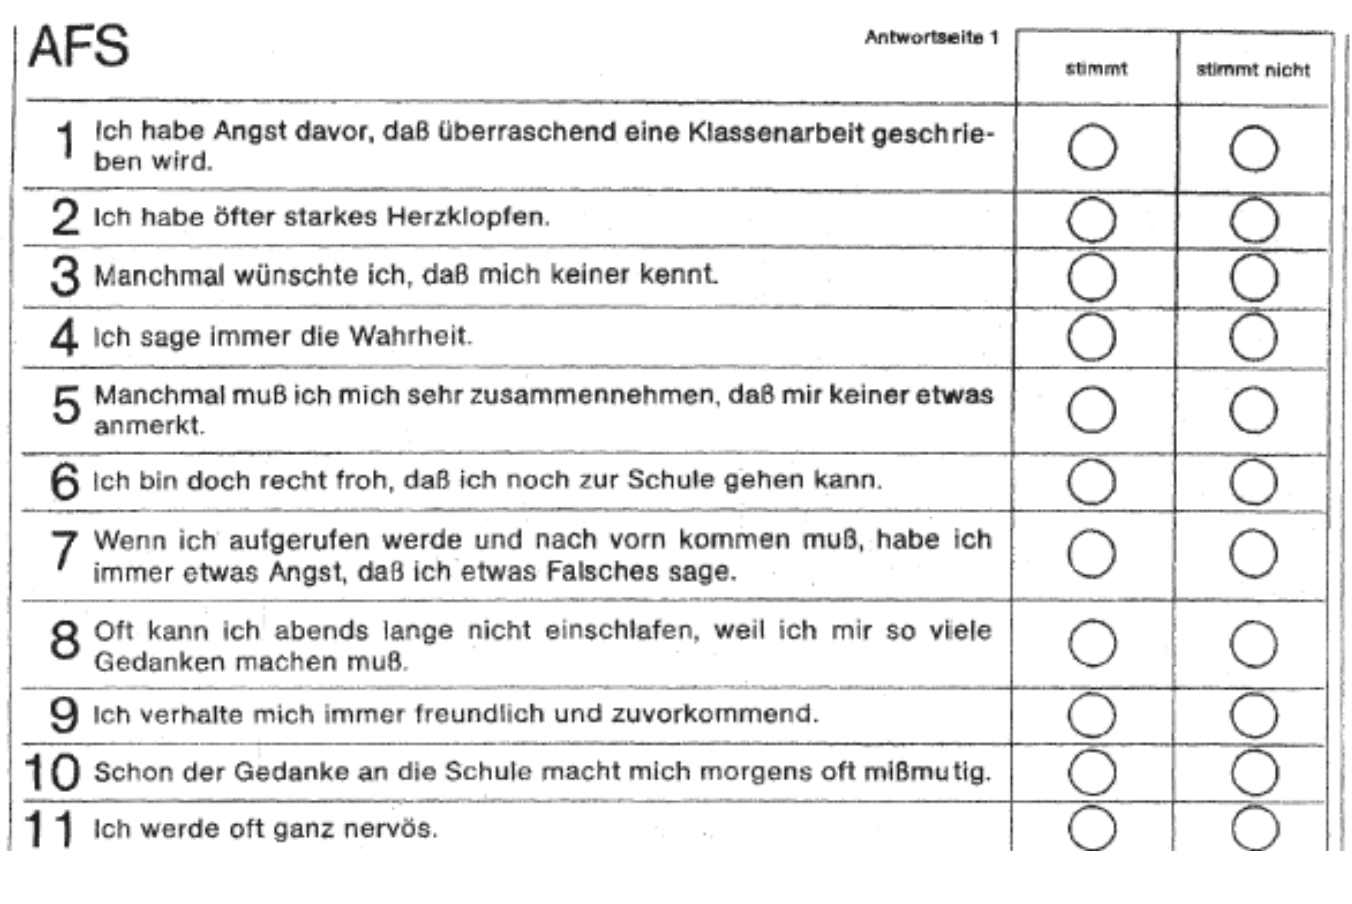 AFS
Antwortseite 1
stimmt
stimmt nicht
1 Ich habe Angst davor, daß überraschend eine Klassenarbeit geschrie-
ben wird.
2 Ich habe öfter starkes Herzklopfen.
3 Manchmal wünschte ich, daß mich keiner kennt.
4 Ich sage immer die Wahrheit.
5 Manchmal muß ich mich sehr zusammennehmen, daß mir keiner etwas
anmerkt.
6 Ich bin doch recht froh, daß ich noch zur Schule gehen kann.
7 Wenn ich aufgerufen werde und nach vorn kommen muß, habe ich
immer etwas Angst, daß ich etwas Falsches sage.
8 Oft kann ich abends lange nicht einschlafen, weil ich mir so viele
Gedanken machen muß.
9 Ich verhalte mich immer freundlich und zuvorkommend.
10 Schon der Gedanke an die Schule macht mich morgens oft mißmutig.
11 Ich werde oft ganz nervös.